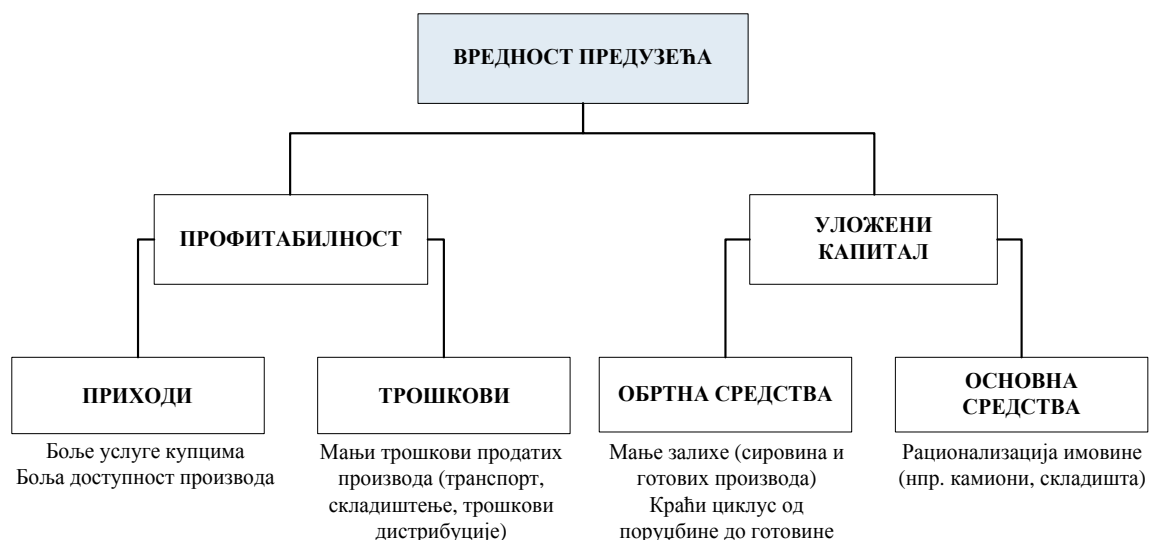 ВРЕДНОСТ ПРЕДУЗЕЋА
ПРОФИТАБИЛНОСТ
УЛОЖЕНИ
КАПИТАЛ
ПРИХОДИ
Боље услуге купцима
Боља доступност производа
ТРОШКОВИ
Мањи трошкови продатих
производа (транспорт,
складиштење, трошкови
дистрибуције)
ОБРТНА СРЕДСТВА
Мање залихе (сировина и
готових производа)
Краћи циклус од
поруџбине до готовине
ОСНОВНА
СРЕДСТВА
Рационализација имовине
(нпр. камиони, складишта)